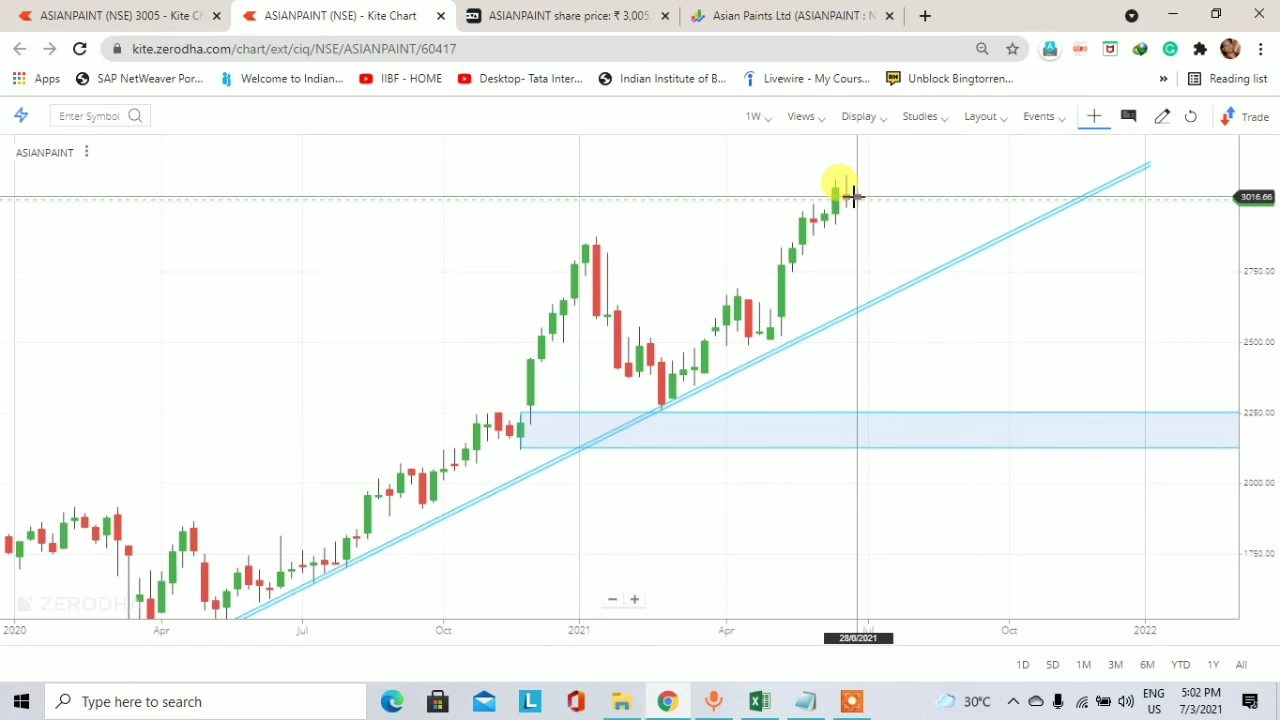 ASIANPAINT (NSE) 3005 - Kite C
ASIANPAINT (NSE) - Kite Chart
ASIANPAINT share price: ₹ 3,005.
Asian Paints Ltd (ASIANPAINT : N
kite.zerodha.com/chart/ext/ciq/NSE/ASIANPAINT/60417
Apps SAP NetWeaver Por... Welcome to Indian... IIBF - HOME Desktop- Tata Inter... Indian Institute of B... Livewire - My Cours... Unblock Bingtorren... » Reading list
Enter Symbol 1W Views Display Studies Layout Events Trade
ASIANPAINT
3016.66
2750.00
2500.00
2250.00
2000.00
1750.00
ZERODHA
2020 Apr Jul Oct 2021 Apr Jul Oct 2022
28/6/2021
1D 5D 1M 3M 6M YTD 1Y All
Type here to search
30°C
ENG
US
5:02 PM
7/3/2021